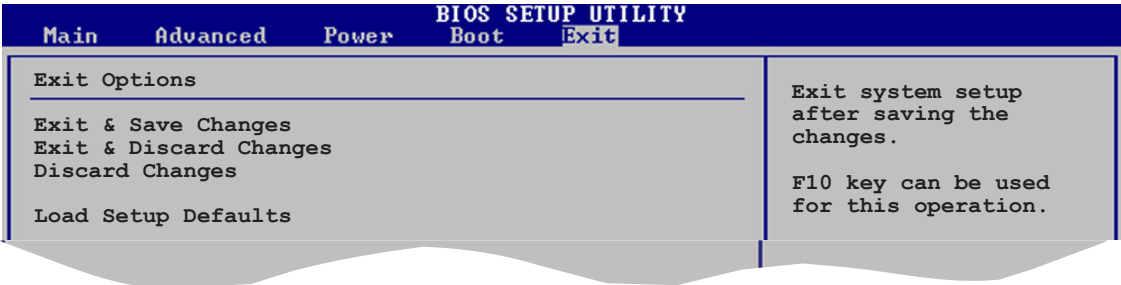 BIOS SETUP UTILITY
Main Advanced Power Boot Exit
Exit Options
Exit & Save Changes
Exit & Discard Changes
Discard Changes
Load Setup Defaults
Exit system setup
after saving the
changes.
F10 key can be used
for this operation.